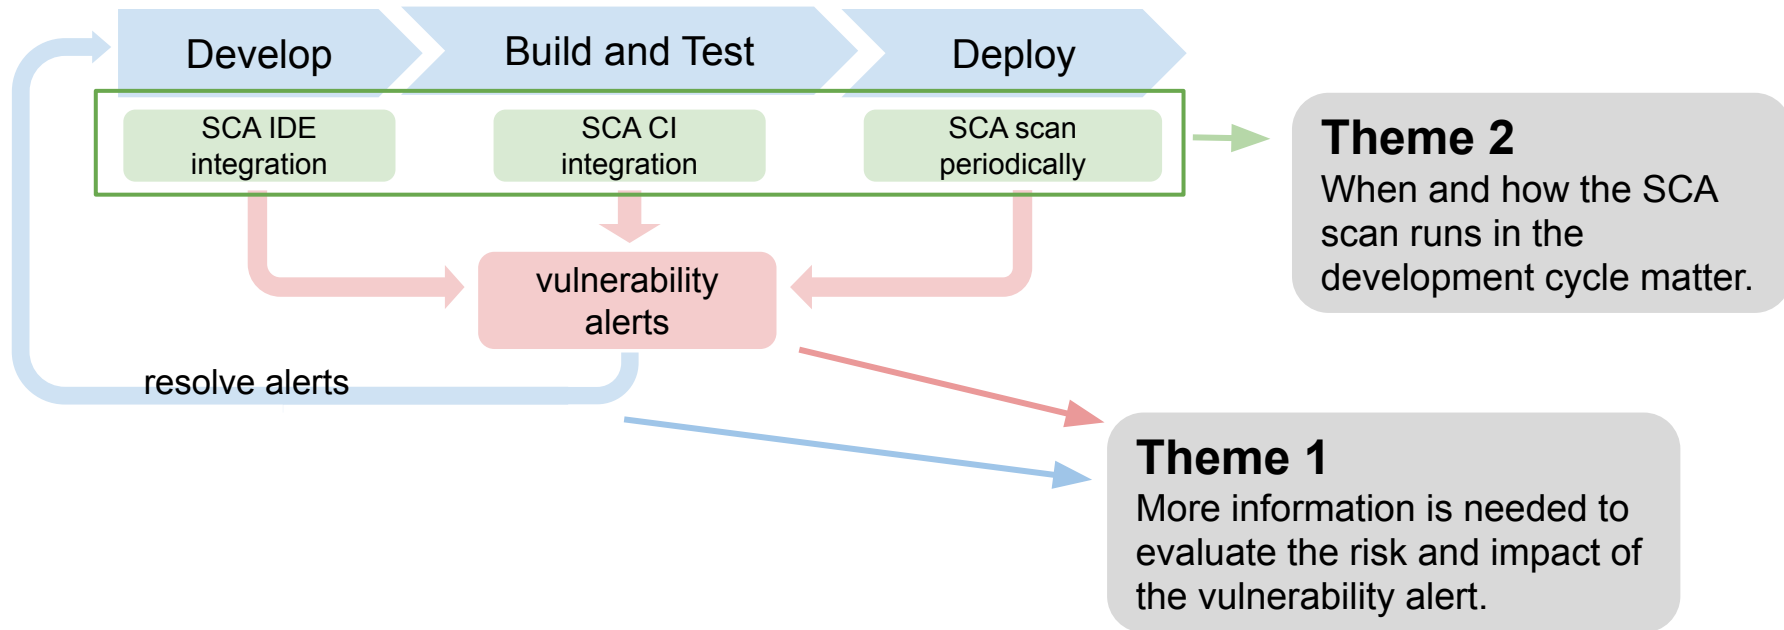 Develop
Build and Test
Deploy
SCA IDE
integration
SCA CI
integration
SCA scan
periodically
Theme 2
When and how the SCA
scan runs in the
development cycle matter.
vulnerability
alerts
resolve alerts
Theme 1
More information is needed to
evaluate the risk and impact of
the vulnerability alert.